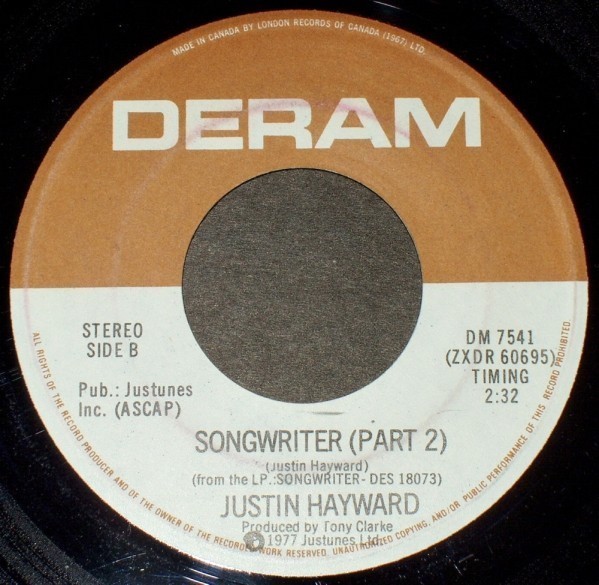 MADE IN CANADA BY LONDON RECORDS OF CANADA (1967) LTD.
DERAM
STEREO
SIDE B
Pub.: Justunes
Inc. (ASCAP)
DM 7541
(ZXDR 60695)
TIMING
2:32
SONGWRITER (PART 2)
(Justin Hayward)
(from the LP.:SONGWRITER- DES 18073)
JUSTIN HAYWARD
Produced by Tony Clarke
Ⓟ1977 Justunes Ltd.
ALL RIGHTS OF THE RECORD PRODUCER AND OF THE OWNER OF THE RECORDED WORK RESERVED. UNAUTHORIZED COPYING, AND/OR PUBLIC PERFORMANCE OF THIS RECORD PROHIBITED.